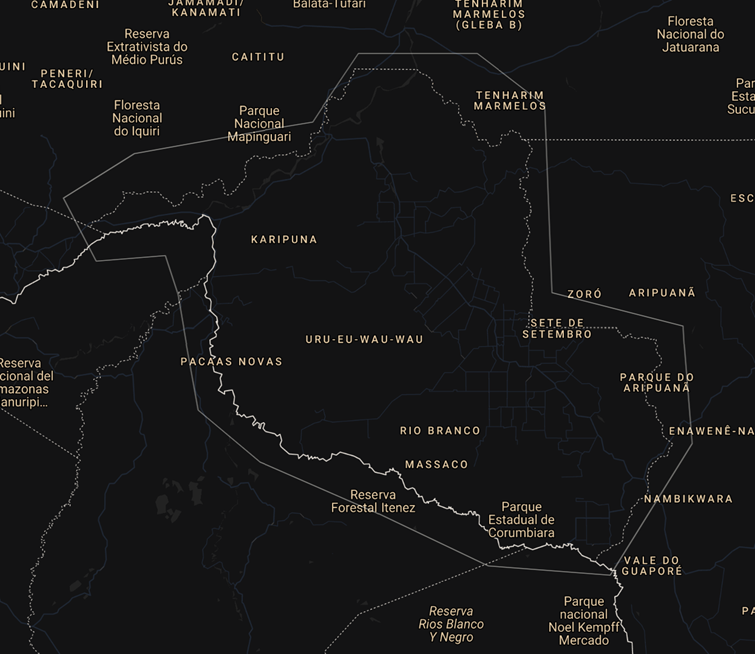 CAMADENI
JAMAMADI/
KANAMATI
Balata-Tufari
TENHARIM
MARMELOS
(GLEBA B)
Floresta
Nacional do
Jatuarana
Reserva
Extrativista do
Médio Purús
CAITITU
UINI
PENERI/
TACAQUIRI
TENHARIM
MARMELOS
Par
Esta
Sucu
ini
Floresta
Nacional
do Iquiri
Parque
Nacional
Mapinguari
ESC
KARIPUNA
ZORÓ
ARIPUANÃ
SETE DE
SETEMBRO
URU-EU-WAU-WAU
PACAAS NOVAS
Reserva
cional del
mazonas
anuripi...
PARQUE DO
ARIPUANÃ
RIO BRANCO
ENAWENÊ-NA
MASSACO
Reserva
Forestal Itenez
NAMBIKWARA
Parque
Estadual de
Corumbiara
VALE DO
GUAPORÉ
Reserva
Rios Blanco
Y Negro
Parque
nacional
Noel Kempff
Mercado
PA